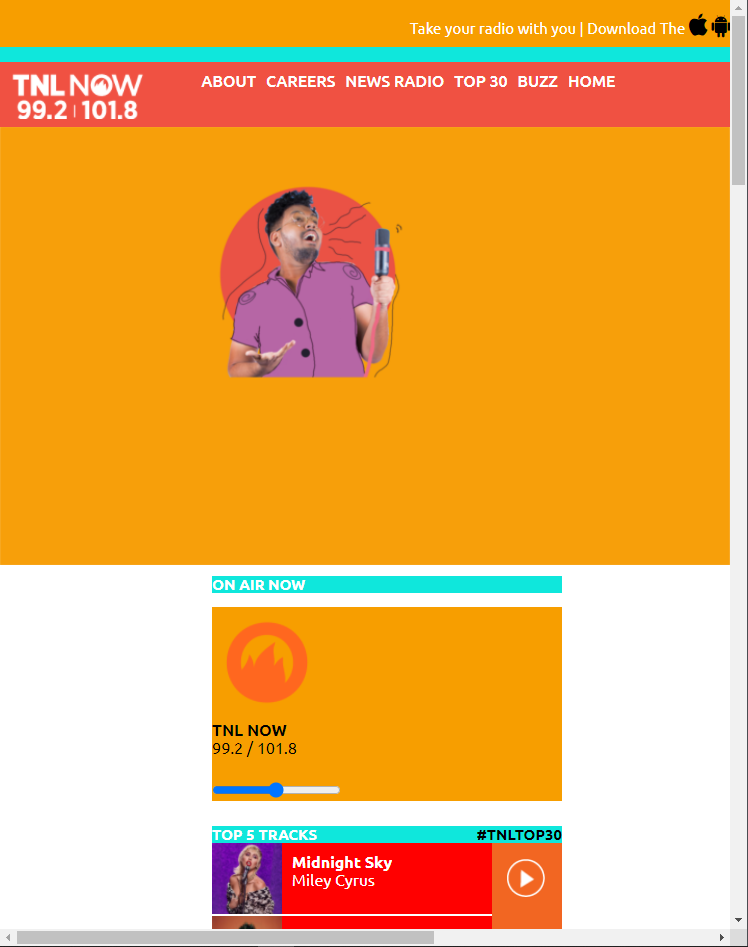 Take your radio with you | Download The
TNL NOW
99.2 | 101.8
ABOUT CAREERS NEWS RADIO TOP 30 BUZZ HOME
ON AIR NOW
TNL NOW
99.2 / 101.8
TOP 5 TRACKS #TNLTOP30
Midnight Sky
Miley Cyrus